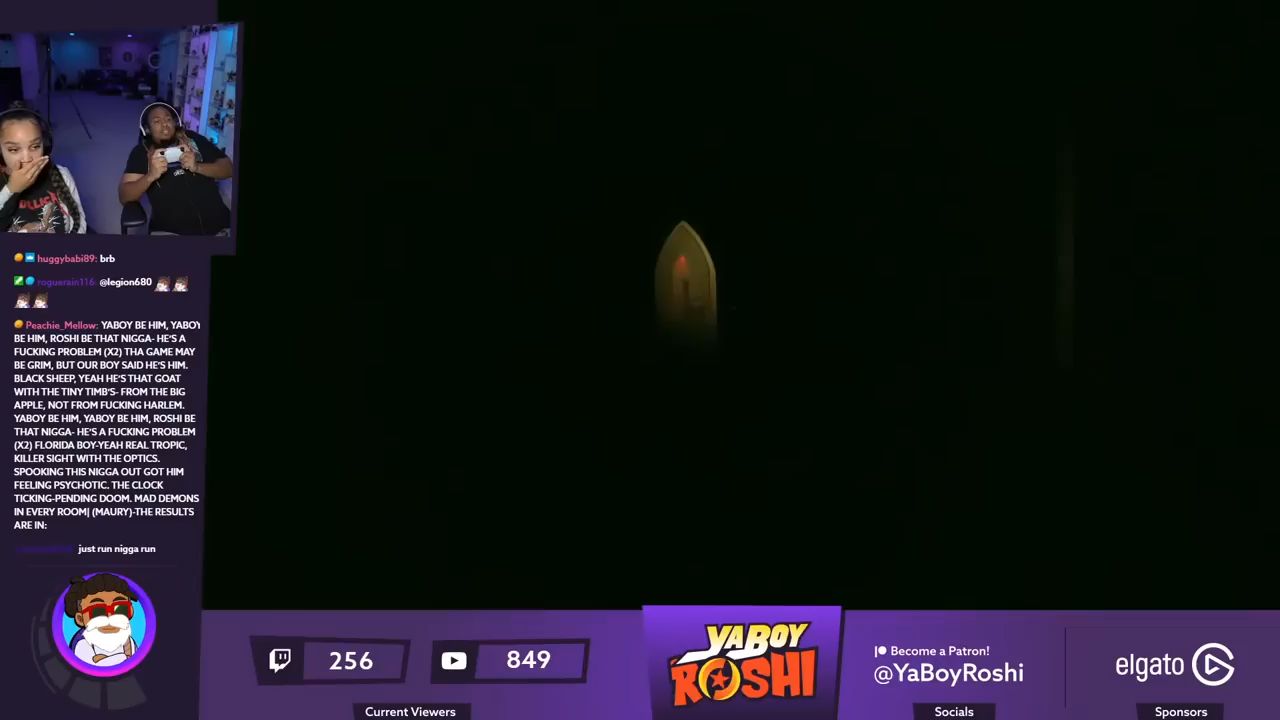 huggybabi89: brb
roguerain116: @legion680
Peachie_Mellow: YABOY BE HIM, YABOY
BE HIM, ROSHI BE THAT NIGGA- HE'S A
FUCKING PROBLEM (X2) THA GAME MAY
BE GRIM, BUT OUR BOY SAID HE'S HIM.
BLACK SHEEP, YEAH HE'S THAT GOAT
WITH THE TINY TIMB'S- FROM THE BIG
APPLE, NOT FROM FUCKING HARLEM.
YABOY BE HIM, YABOY BE HIM, ROSHI BE
THAT NIGGA- HE'S A FUCKING PROBLEM
(X2) FLORIDA BOY-YEAH REAL TROPIC,
KILLER SIGHT WITH THE OPTICS.
SPOOKING THIS NIGGA OUT GOT HIM
FEELING PSYCHOTIC. THE CLOCK
TICKING-PENDING DOOM. MAD DEMONS
IN EVERY ROOM| (MAURY)-THE RESULTS
ARE IN:
just run nigga run
256
849
Current Viewers
YABOY
ROSHI
Become a Patron!
@YaBoyRoshi
Socials
elgato
Sponsors